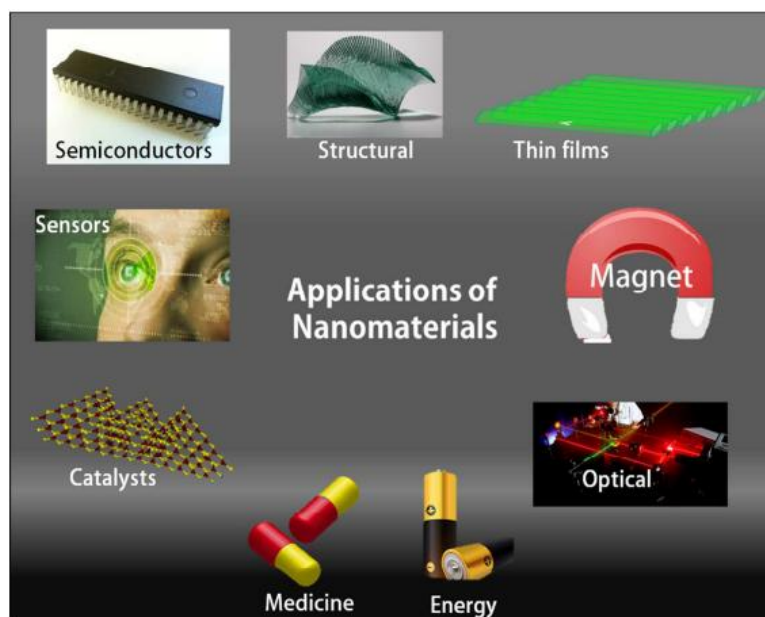 Semiconductors
Structural
Thin films
Sensors
Applications of
Nanomaterials
Magnet
Catalysts
Optical
Medicine
Energy